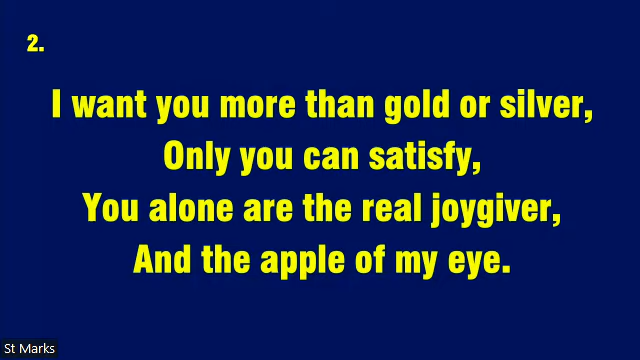 2.
I want you more than gold or silver,
Only you can satisfy,
You alone are the real joygiver,
And the apple of my eye.
St Marks